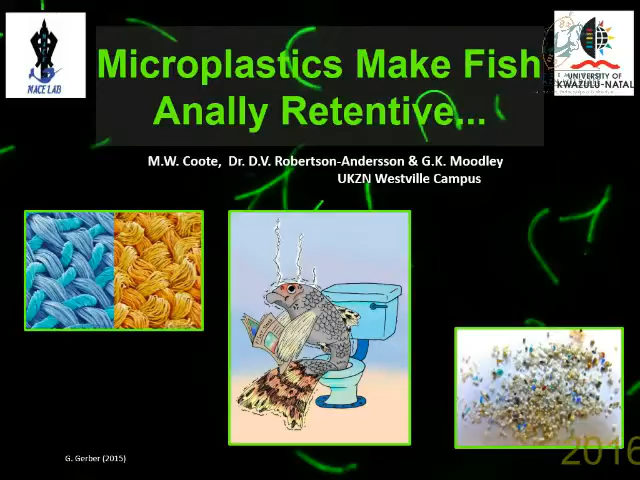 Microplastics Make Fish
Anally Retentive...
M.W. Coote, Dr. D.V. Robertson-Andersson & G.K. Moodley
UKZN Westville Campus
MACE LAB
UNIVERSITY OF
KWAZULU-NATAL
G. Gerber (2015)
2016